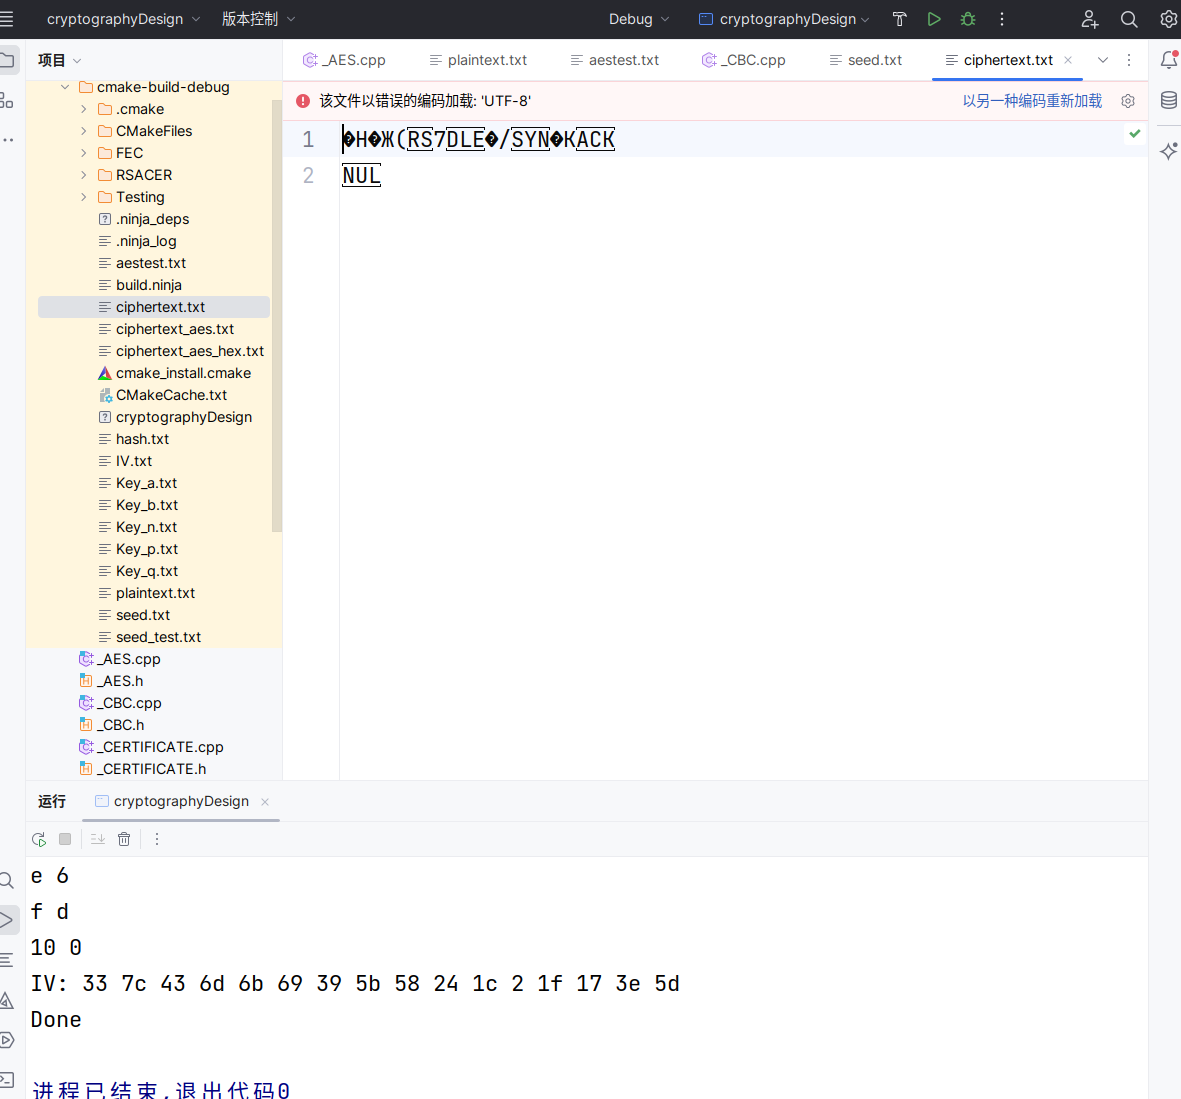 cryptographyDesign 版本控制 Debug cryptographyDesign
项目
_AES.cpp plaintext.txt aestest.txt _CBC.cpp seed.txt ciphertext.txt
cmake-build-debug
.cmake
CMakeFiles
FEC
RSACER
Testing
.ninja_deps
.ninja_log
aestest.txt
build.ninja
ciphertext.txt
ciphertext_aes.txt
ciphertext_aes_hex.txt
cmake_install.cmake
CMakeCache.txt
cryptographyDesign
hash.txt
IV.txt
Key_a.txt
Key_b.txt
Key_n.txt
Key_p.txt
Key_q.txt
plaintext.txt
seed.txt
seed_test.txt
_AES.cpp
_AES.h
_CBC.cpp
_CBC.h
_CERTIFICATE.cpp
_CERTIFICATE.h
该文件以错误的编码加载: 'UTF-8' 以另一种编码重新加载
1 �H�Ж(RS7DLE�/SYN�KACK
2 NUL
运行 cryptographyDesign
e 6
f d
10 0
IV: 33 7c 43 6d 6b 69 39 5b 58 24 1c 2 1f 17 3e 5d
Done
进程已结束,退出代码0